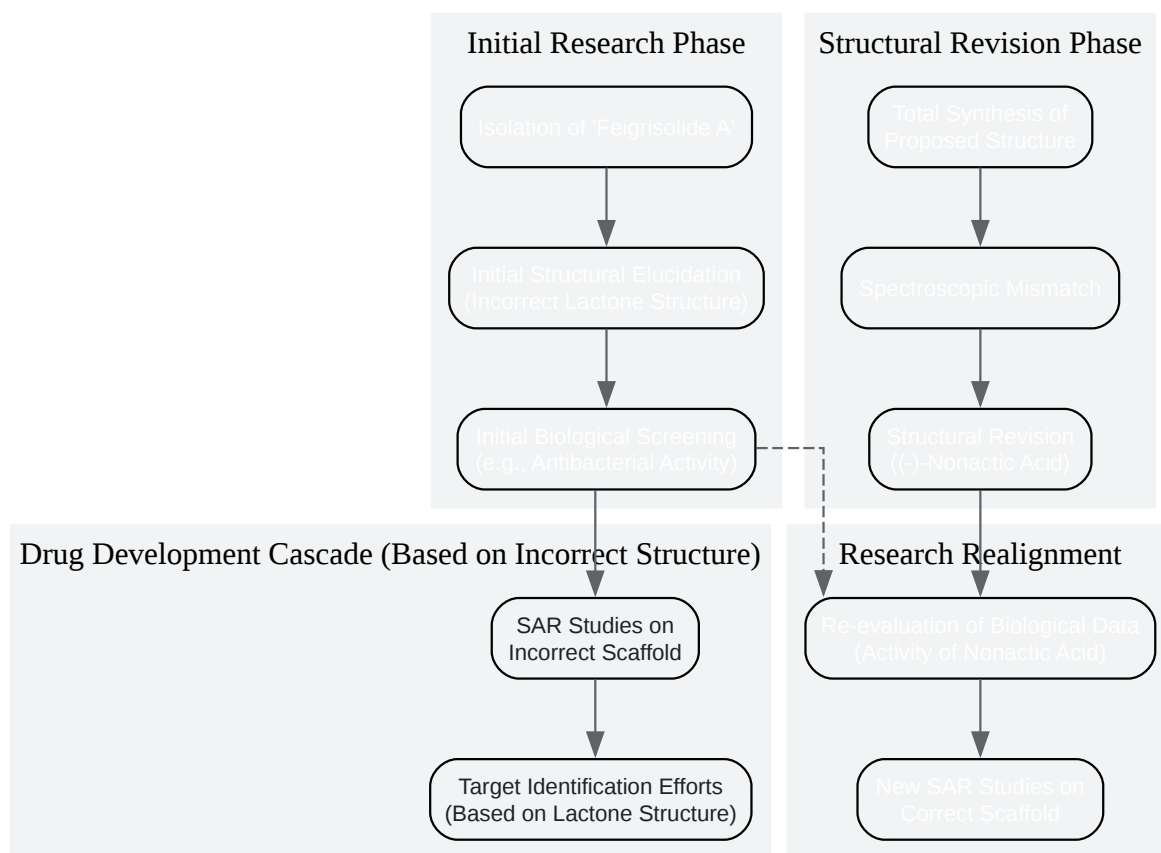 Initial Research Phase
Isolation of 'Feigrisolide A'
Initial Structural Elucidation
(Incorrect Lactone Structure)
Initial Biological Screening
(e.g., Antibacterial Activity)
Structural Revision Phase
Total Synthesis of
Proposed Structure
Spectroscopic Mismatch
Structural Revision
((-)-Nonactic Acid)
Drug Development Cascade (Based on Incorrect Structure)
SAR Studies on
Incorrect Scaffold
Target Identification Efforts
(Based on Lactone Structure)
Research Realignment
Re-evaluation of Biological Data
(Activity of Nonactic Acid)
New SAR Studies on
Correct Scaffold